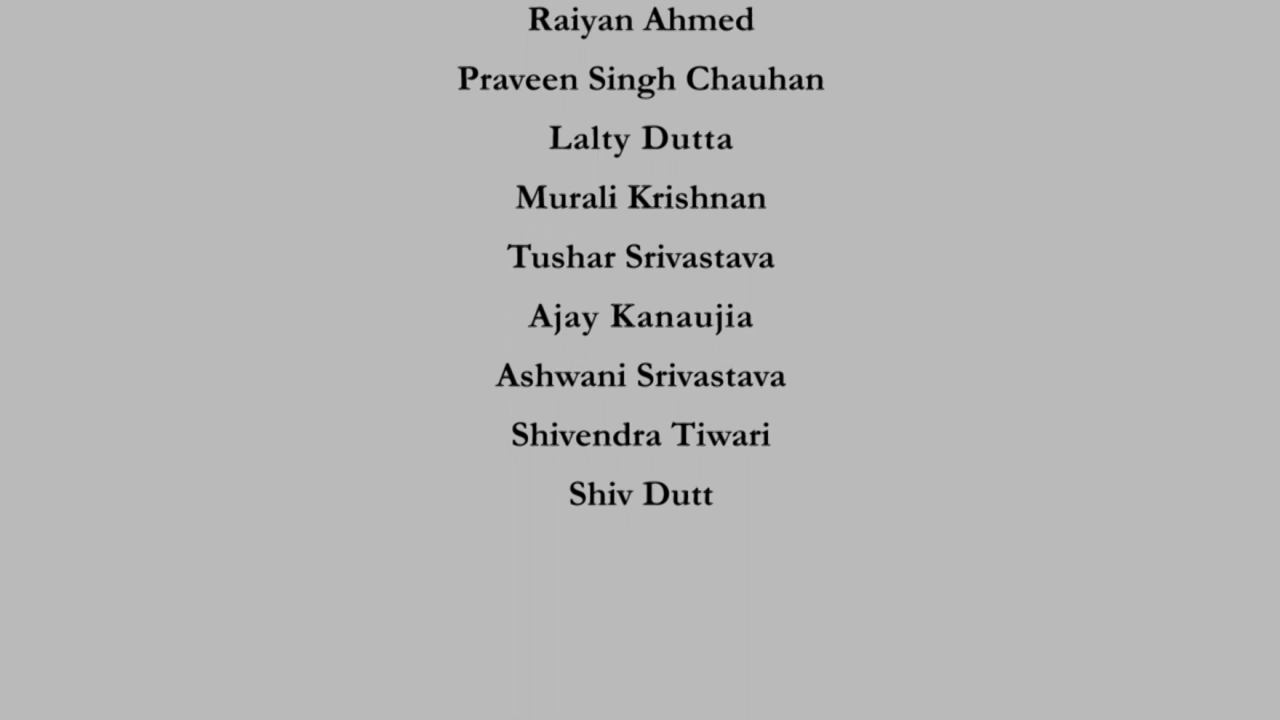 Raiyan Ahmed
Praveen Singh Chauhan
Lalty Dutta
Murali Krishnan
Tushar Srivastava
Ajay Kanaujia
Ashwani Srivastava
Shivendra Tiwari
Shiv Dutt